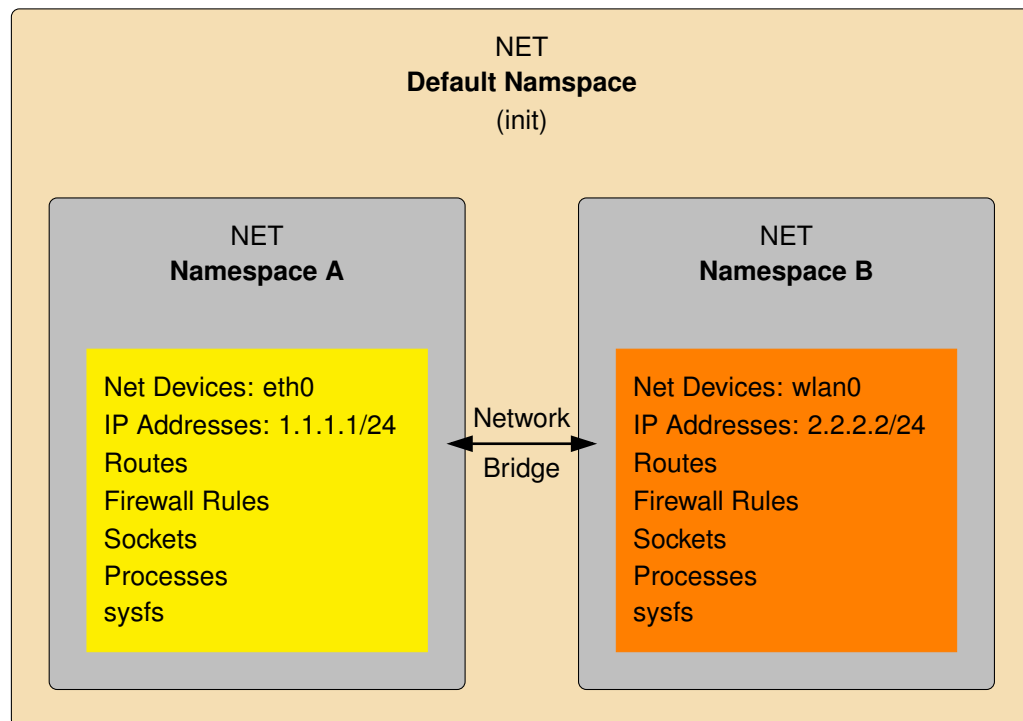 NET
Default Namspace
(init)
NET
Namespace A
Net Devices: eth0
IP Addresses: 1.1.1.1/24
Routes
Firewall Rules
Sockets
Processes
sysfs
Network
Bridge
NET
Namespace B
Net Devices: wlan0
IP Addresses: 2.2.2.2/24
Routes
Firewall Rules
Sockets
Processes
sysfs